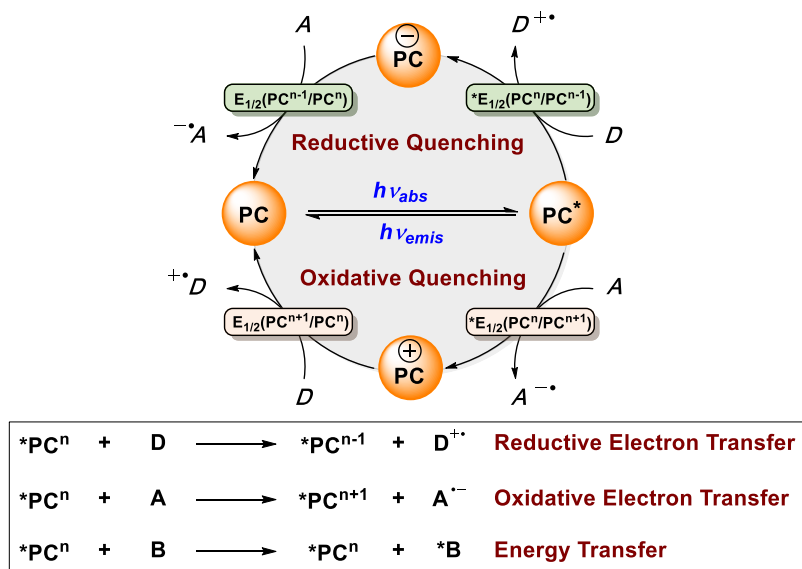 A
⊖
PC
D⁺•
E₁/₂(PCⁿ⁻¹/PCⁿ)
*E₁/₂(PCⁿ/PCⁿ⁻¹)
⁻•A
Reductive Quenching
D
PC
hν_abs
hν_emis
PC*
⁺•D
Oxidative Quenching
A
E₁/₂(PCⁿ⁺¹/PCⁿ)
*E₁/₂(PCⁿ/PCⁿ⁺¹)
D
⊕
PC
A⁻•
*PCⁿ + D ⟶ *PCⁿ⁻¹ + D⁺• Reductive Electron Transfer
*PCⁿ + A ⟶ *PCⁿ⁺¹ + A•⁻ Oxidative Electron Transfer
*PCⁿ + B ⟶ *PCⁿ + *B Energy Transfer